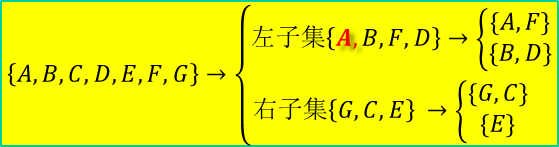 {A, F}
左子集{A, B, F, D} →
{B, D}
{A, B, C, D, E, F, G} →
{G, C}
右子集{G, C, E} →
{E}